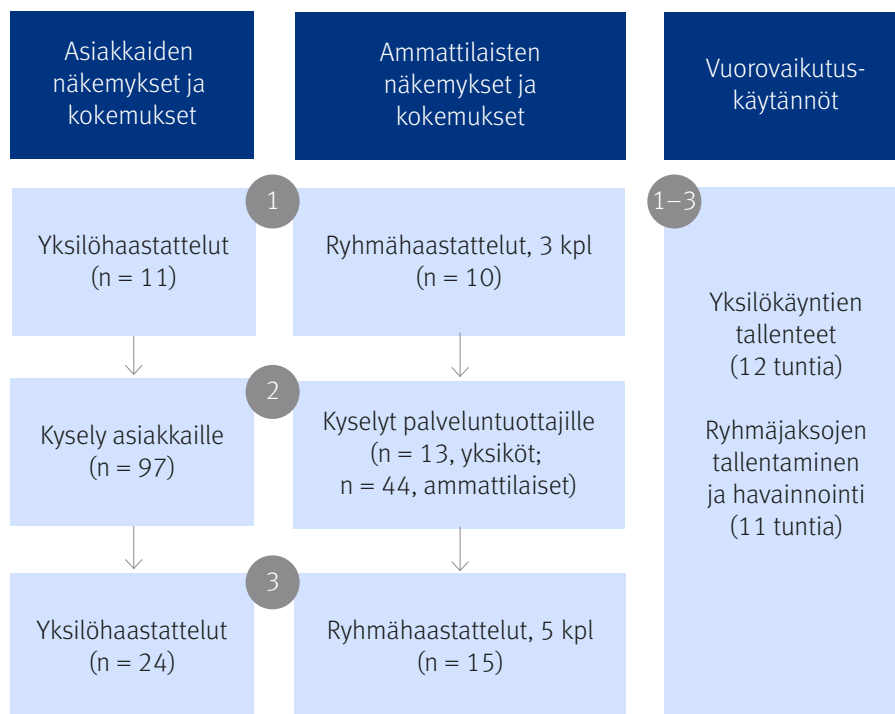 Asiakkaiden
näkemykset ja
kokemukset
Ammattilaisten
näkemykset ja
kokemukset
Vuorovaikutus-
käytännöt
1
Yksilöhaastattelut
(n = 11)
Ryhmähaastattelut, 3 kpl
(n = 10)
2
Kysely asiakkaille
(n = 97)
Kyselyt palveluntuottajille
(n = 13, yksiköt;
n = 44, ammattilaiset)
3
Yksilöhaastattelut
(n = 24)
Ryhmähaastattelut, 5 kpl
(n = 15)
1–3
Yksilökäyntien
tallenteet
(12 tuntia)
Ryhmäjaksojen
tallentaminen
ja havainnointi
(11 tuntia)